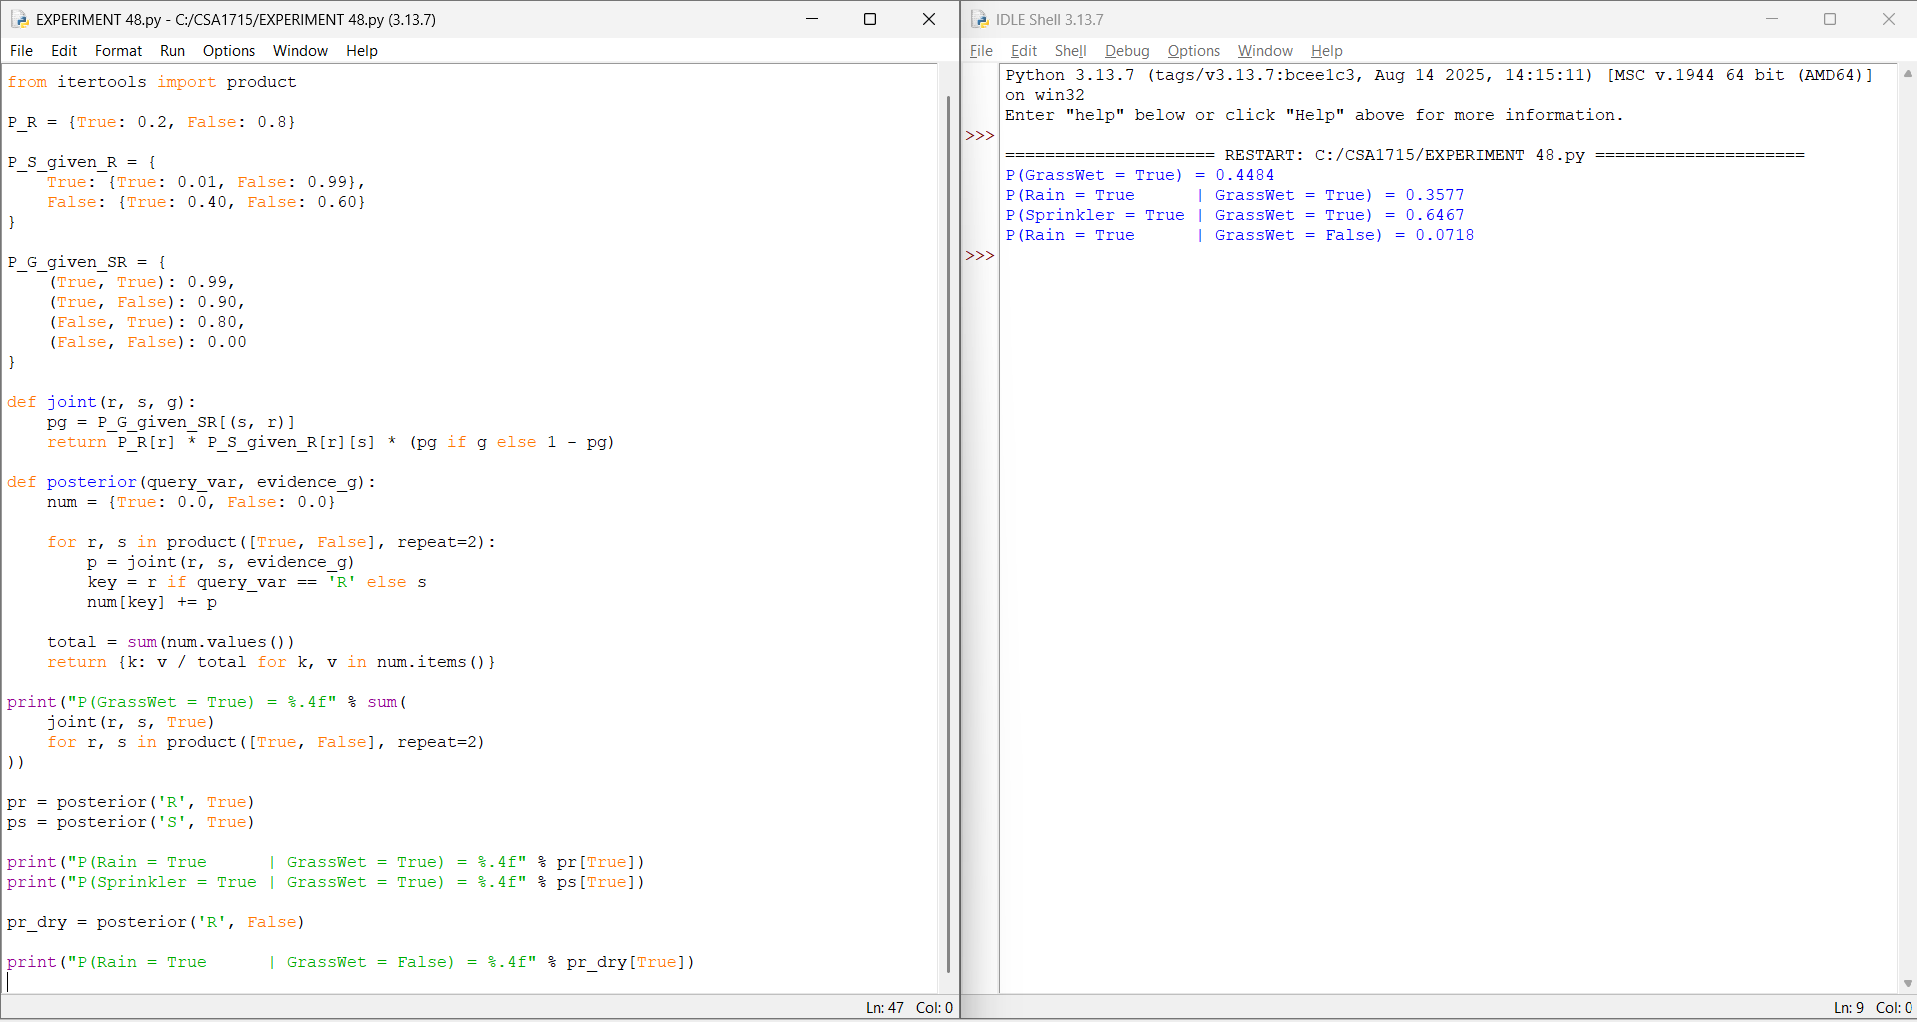 EXPERIMENT 48.py - C:/CSA1715/EXPERIMENT 48.py (3.13.7)
File Edit Format Run Options Window Help
from itertools import product

P_R = {True: 0.2, False: 0.8}

P_S_given_R = {
    True: {True: 0.01, False: 0.99},
    False: {True: 0.40, False: 0.60}
}

P_G_given_SR = {
    (True, True): 0.99,
    (True, False): 0.90,
    (False, True): 0.80,
    (False, False): 0.00
}

def joint(r, s, g):
    pg = P_G_given_SR[(s, r)]
    return P_R[r] * P_S_given_R[r][s] * (pg if g else 1 - pg)

def posterior(query_var, evidence_g):
    num = {True: 0.0, False: 0.0}

    for r, s in product([True, False], repeat=2):
        p = joint(r, s, evidence_g)
        key = r if query_var == 'R' else s
        num[key] += p

    total = sum(num.values())
    return {k: v / total for k, v in num.items()}

print("P(GrassWet = True) = %.4f" % sum(
    joint(r, s, True)
    for r, s in product([True, False], repeat=2)
))

pr = posterior('R', True)
ps = posterior('S', True)

print("P(Rain = True      | GrassWet = True) = %.4f" % pr[True])
print("P(Sprinkler = True | GrassWet = True) = %.4f" % ps[True])

pr_dry = posterior('R', False)

print("P(Rain = True      | GrassWet = False) = %.4f" % pr_dry[True])
Ln: 47 Col: 0
IDLE Shell 3.13.7
File Edit Shell Debug Options Window Help
Python 3.13.7 (tags/v3.13.7:bcee1c3, Aug 14 2025, 14:15:11) [MSC v.1944 64 bit (AMD64)]
on win32
Enter "help" below or click "Help" above for more information.
>>>
===================== RESTART: C:/CSA1715/EXPERIMENT 48.py =====================
P(GrassWet = True) = 0.4484
P(Rain = True      | GrassWet = True) = 0.3577
P(Sprinkler = True | GrassWet = True) = 0.6467
P(Rain = True      | GrassWet = False) = 0.0718
>>>
Ln: 9 Col: 0